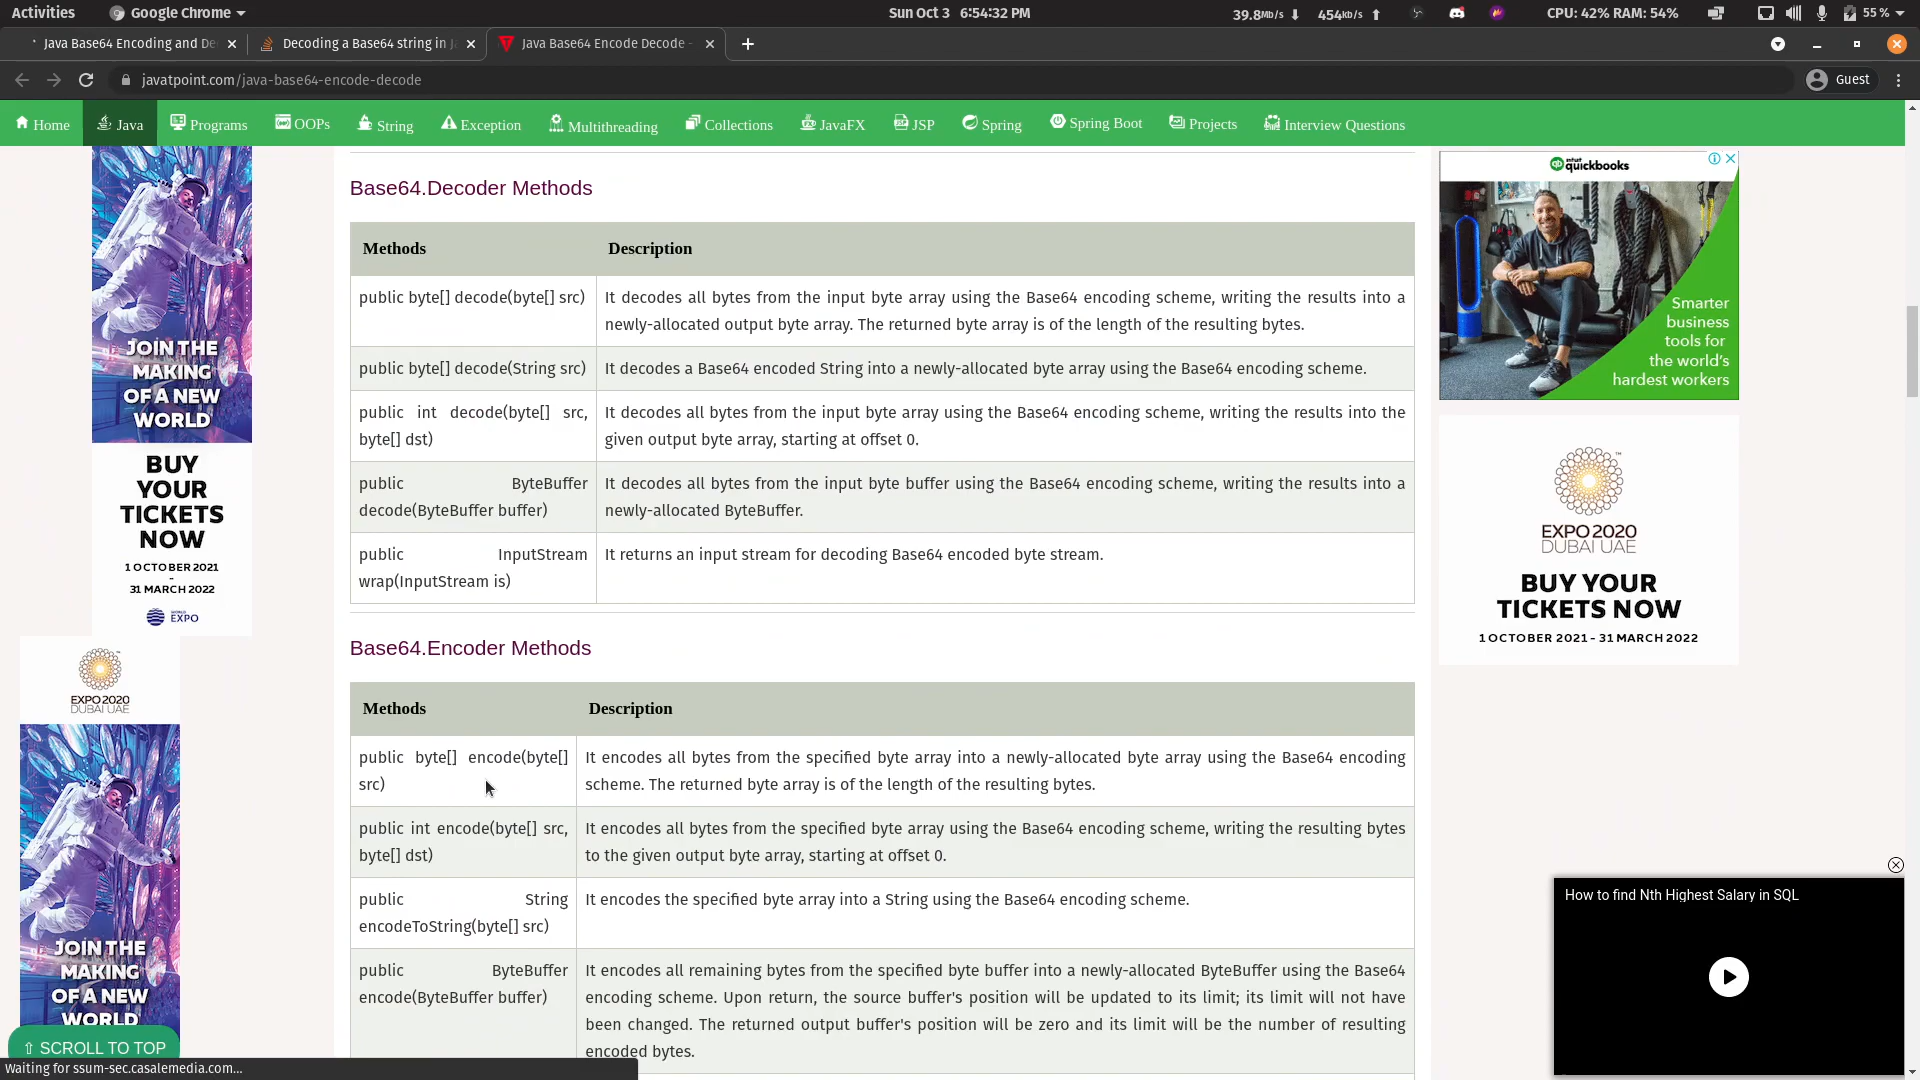 Activities Google Chrome Sun Oct 3 6:54:32 PM 39.8Mb/s 454kb/s CPU: 42% RAM: 54% 55 %
Java Base64 Encoding and De Decoding a Base64 string in Ja Java Base64 Encode Decode -
javatpoint.com/java-base64-encode-decode Guest
Home Java Programs OOPs String Exception Multithreading Collections JavaFX JSP Spring Spring Boot Projects Interview Questions
JOIN THE
MAKING
OF A NEW
WORLD
BUY
YOUR
TICKETS
NOW
1 OCTOBER 2021
-
31 MARCH 2022
WORLD
EXPO
EXPO 2020
DUBAI UAE
JOIN THE
MAKING
OF A NEW
WORLD
⇧ SCROLL TO TOP
Waiting for ssum-sec.casalemedia.com...
Base64.Decoder Methods
Methods Description
public byte[] decode(byte[] src) It decodes all bytes from the input byte array using the Base64 encoding scheme, writing the results into a
newly-allocated output byte array. The returned byte array is of the length of the resulting bytes.
public byte[] decode(String src) It decodes a Base64 encoded String into a newly-allocated byte array using the Base64 encoding scheme.
public int decode(byte[] src, It decodes all bytes from the input byte array using the Base64 encoding scheme, writing the results into the
byte[] dst) given output byte array, starting at offset 0.
public ByteBuffer It decodes all bytes from the input byte buffer using the Base64 encoding scheme, writing the results into a
decode(ByteBuffer buffer) newly-allocated ByteBuffer.
public InputStream It returns an input stream for decoding Base64 encoded byte stream.
wrap(InputStream is)
Base64.Encoder Methods
Methods Description
public byte[] encode(byte[] It encodes all bytes from the specified byte array into a newly-allocated byte array using the Base64 encoding
src) scheme. The returned byte array is of the length of the resulting bytes.
public int encode(byte[] src, It encodes all bytes from the specified byte array using the Base64 encoding scheme, writing the resulting bytes
byte[] dst) to the given output byte array, starting at offset 0.
public String It encodes the specified byte array into a String using the Base64 encoding scheme.
encodeToString(byte[] src)
public ByteBuffer It encodes all remaining bytes from the specified byte buffer into a newly-allocated ByteBuffer using the Base64
encode(ByteBuffer buffer) encoding scheme. Upon return, the source buffer's position will be updated to its limit; its limit will not have
been changed. The returned output buffer's position will be zero and its limit will be the number of resulting
encoded bytes.
intuit
quickbooks
Smarter
business
tools for
the world's
hardest workers
EXPO 2020
DUBAI UAE
BUY YOUR
TICKETS NOW
1 OCTOBER 2021 - 31 MARCH 2022
How to find Nth Highest Salary in SQL